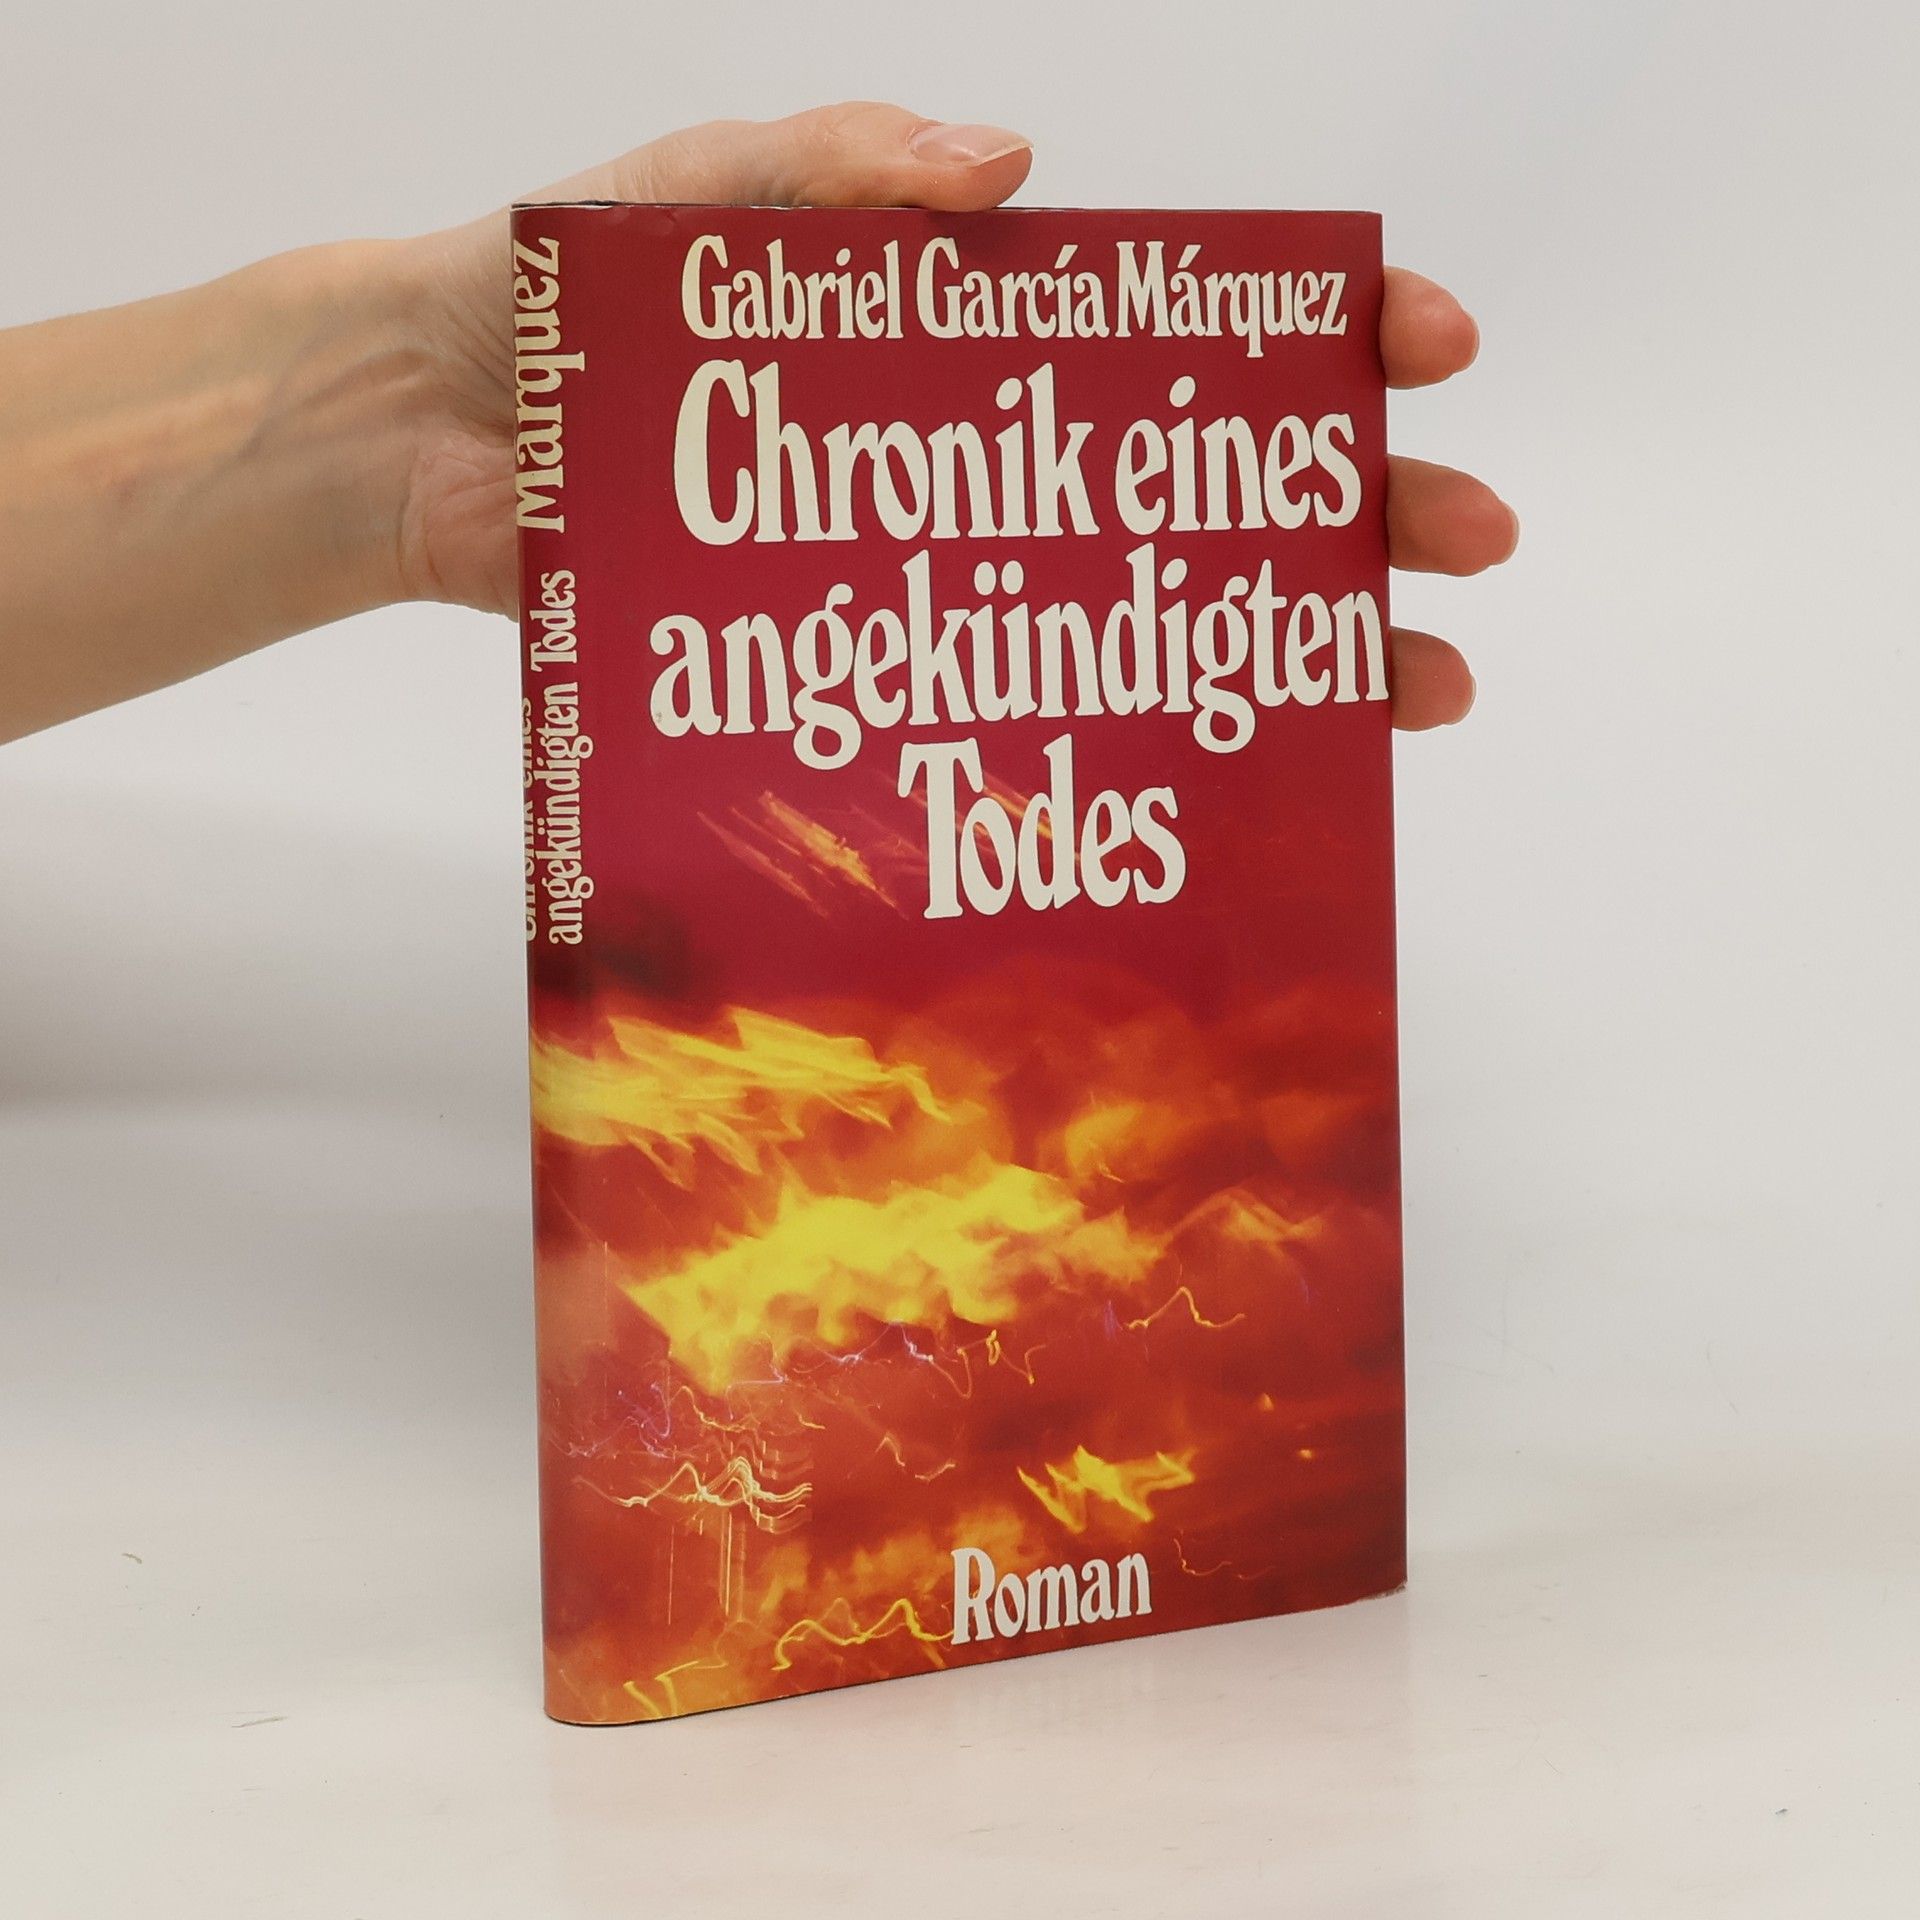 Gabriel García Márquez
Chronik eines
angekündigten
Todes
Roman
Márquez
Chronik eines
angekündigten Todes